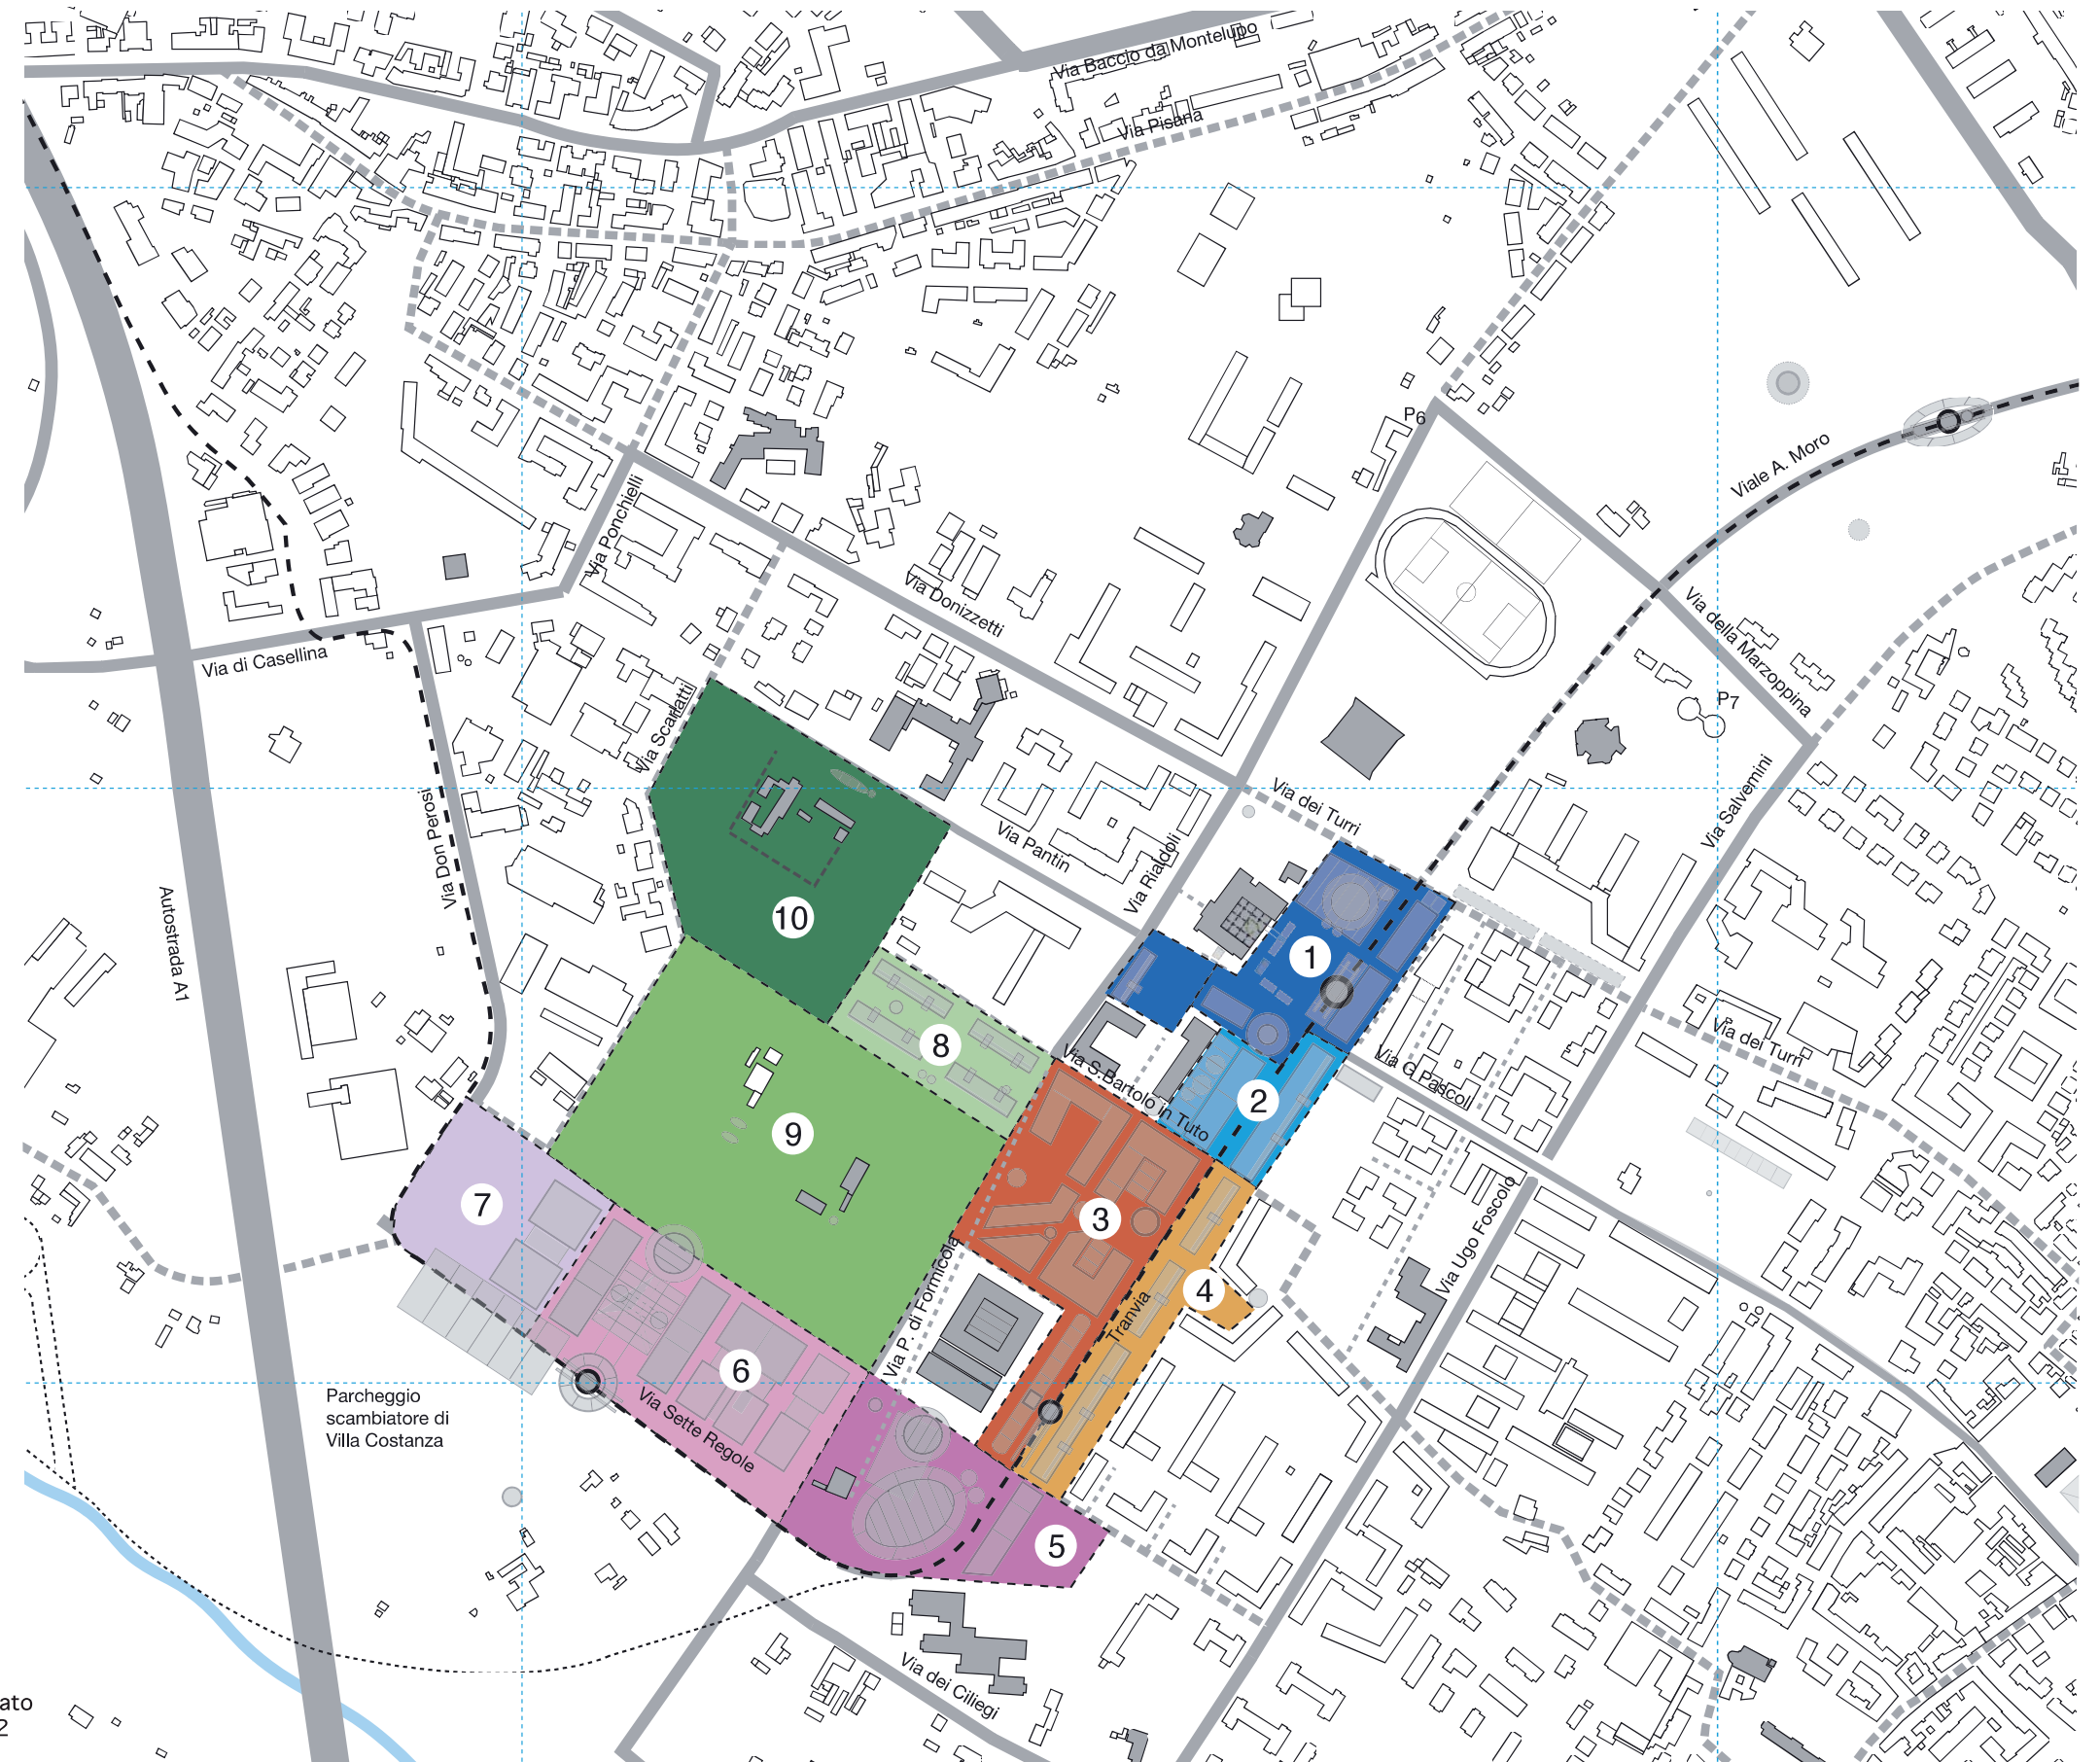 Via Baccio da Montelupo
Via Pisana
P6
Viale A. Moro
Via Ponchielli
Via Donizzetti
Via della Marzoppina
Via di Casellina
Via Scarlatti
P7
Via Salvemini
Via dei Turri
Via Don Perosi
Via Pantin
Via Rialdoli
Autostrada A1
10
1
8
Via S.Bartolo in Tuto
Via G.Pascoli
Via dei Turri
2
9
7
3
Via Ugo Foscolo
4
Via P. di Formicola
Tranvia
6
Parcheggio
scambiatore di
Villa Costanza
Via Sette Regole
5
Via dei Ciliegi
ato
2